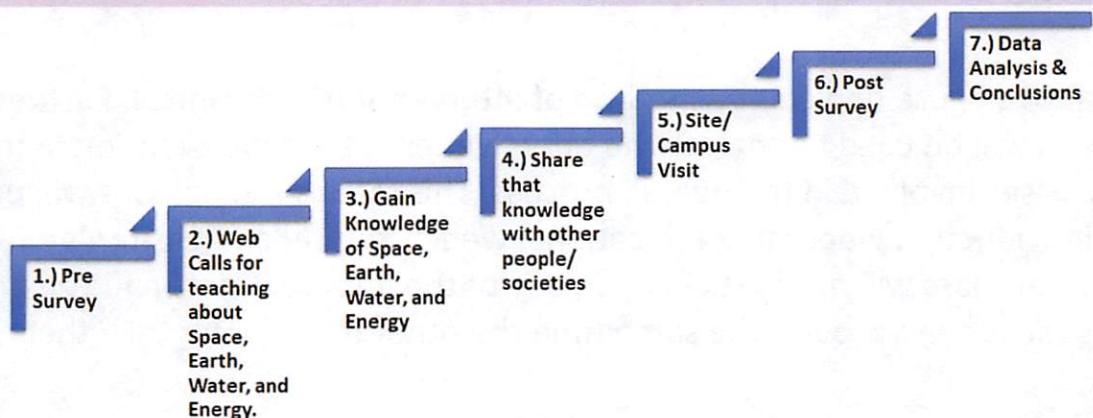 1.) Pre
Survey
2.) Web
Calls for
teaching
about
Space,
Earth,
Water, and
Energy.
3.) Gain
Knowledge
of Space,
Earth,
Water, and
Energy
4.) Share
that
knowledge
with other
people/
societies
5.) Site/
Campus
Visit
6.) Post
Survey
7.) Data
Analysis &
Conclusions